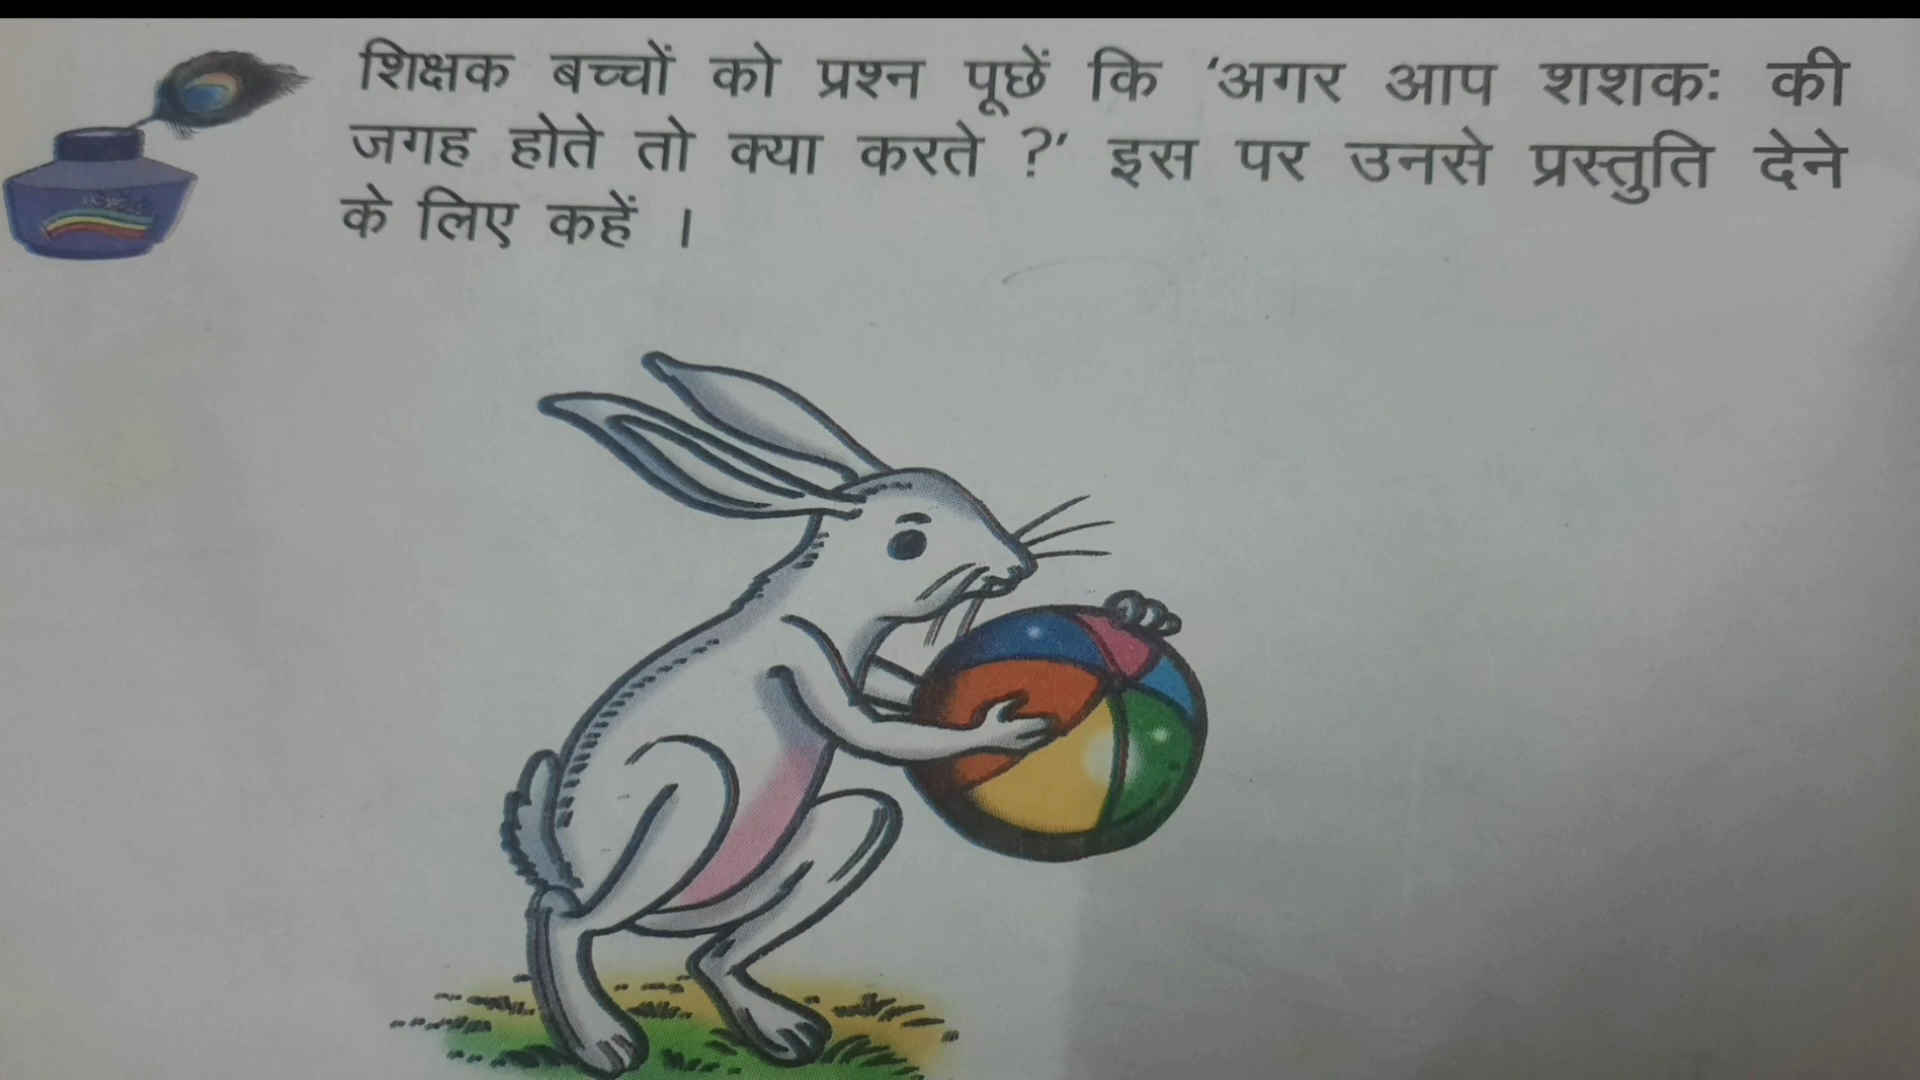 शिक्षक बच्चों को प्रश्न पूछें कि ‘अगर आप शशकः की
जगह होते तो क्या करते ?’ इस पर उनसे प्रस्तुति देने
के लिए कहें ।